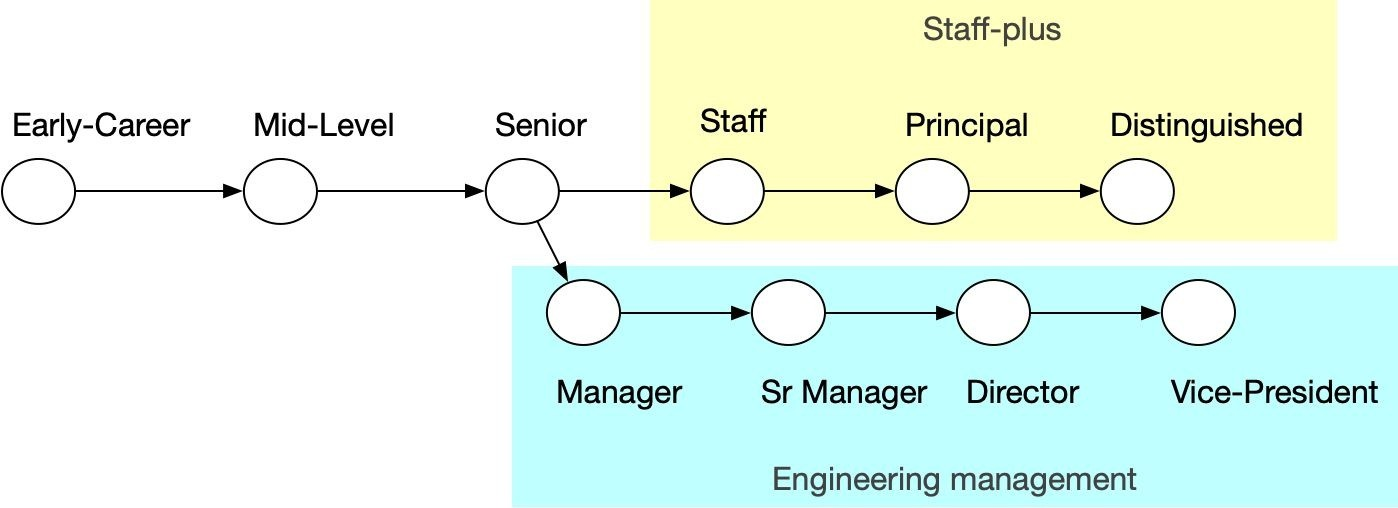 Staff-plus
Early-Career
Mid-Level
Senior
Staff
Principal
Distinguished
Manager
Sr Manager
Director
Vice-President
Engineering management